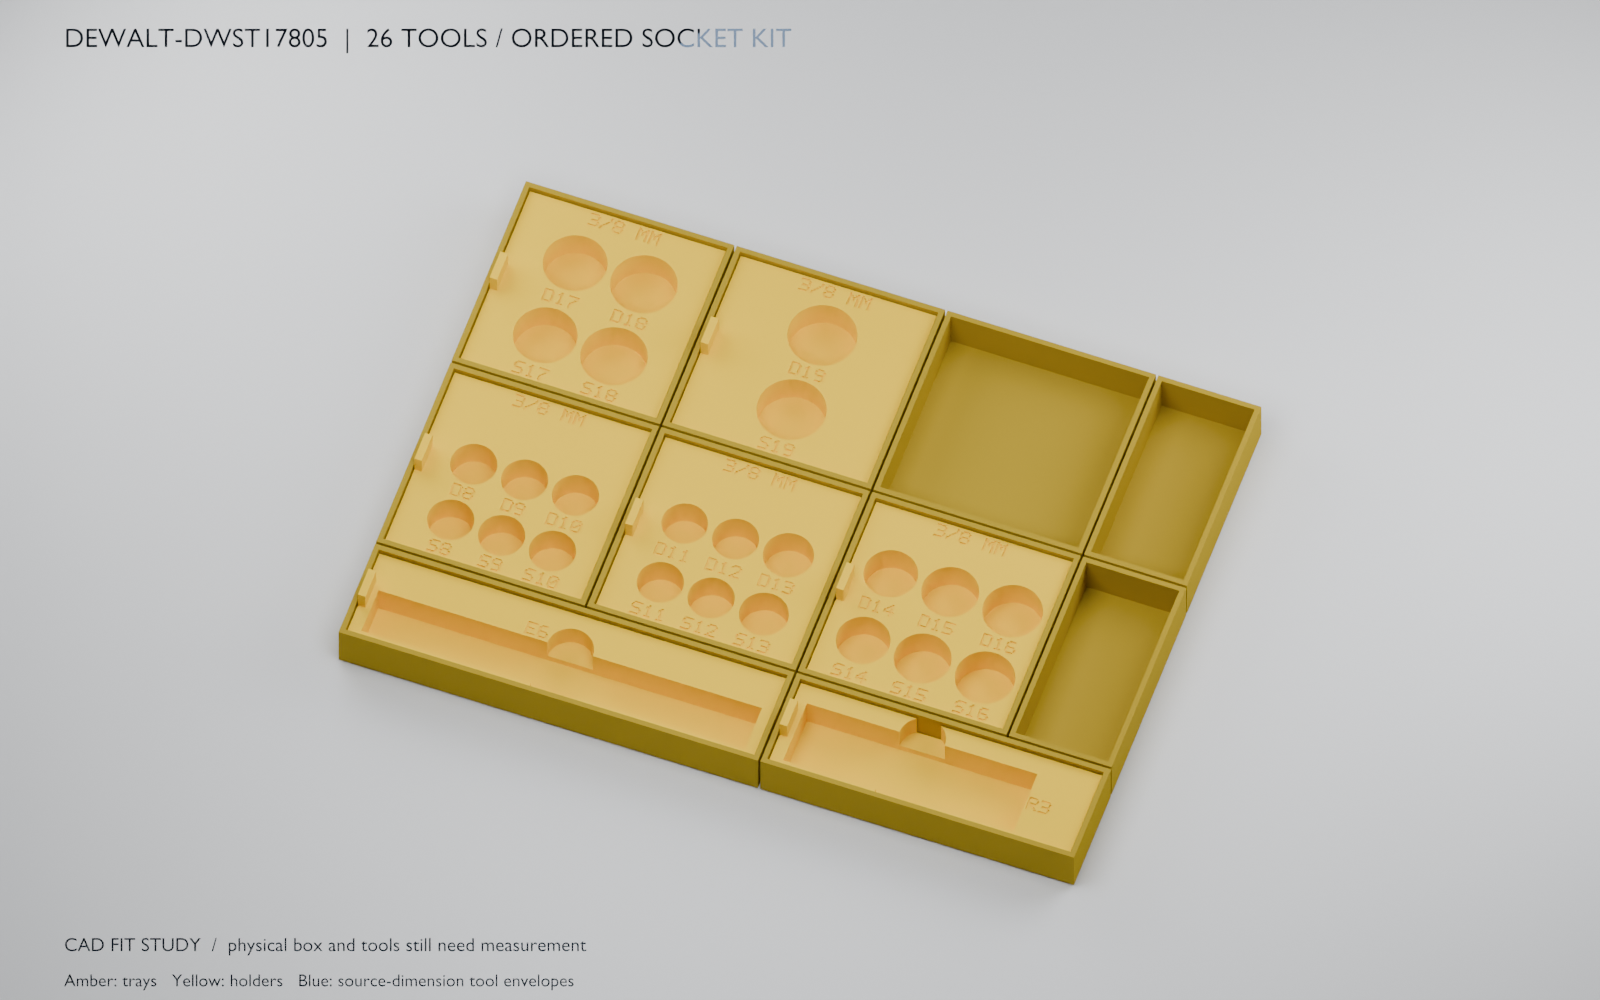 DEWALT-DWST17805 | 26 TOOLS / ORDERED SOCKET KIT
3/8 MM
D17 D18
S17 S18
3/8 MM
D19
S19
3/8 MM
D8 D9 D10
S8 S9 S10
3/8 MM
D11 D12 D13
S11 S12 S13
3/8 MM
D14 D15 D16
S14 S15 S16
E6
R3
CAD FIT STUDY / physical box and tools still need measurement
Amber: trays Yellow: holders Blue: source-dimension tool envelopes